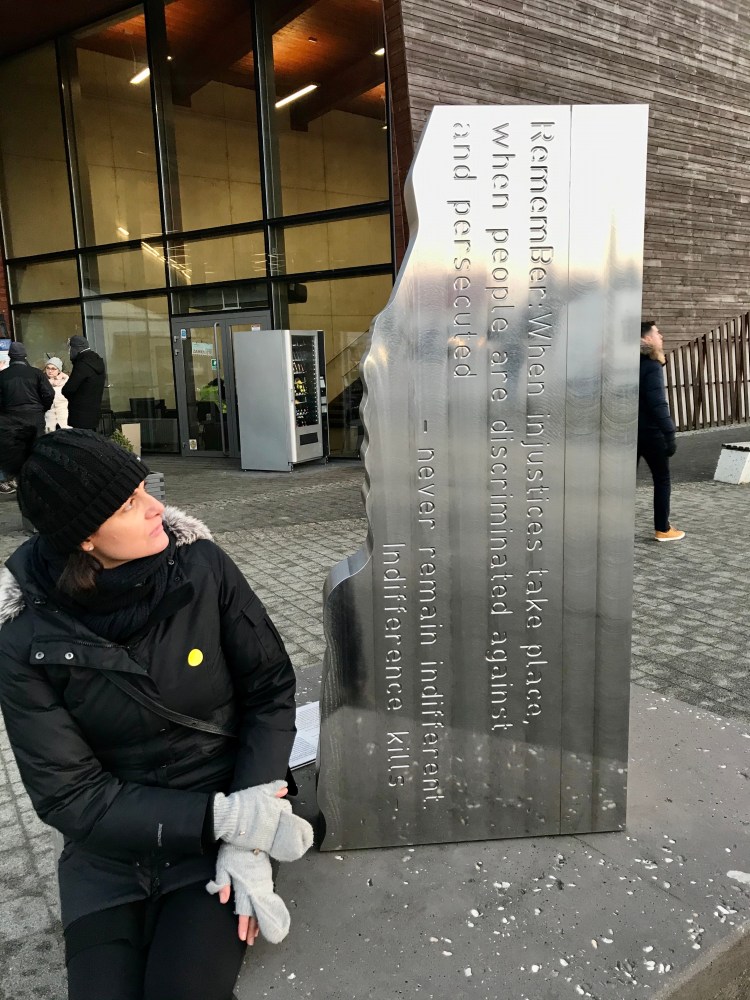 RememBer: When injustices take place,
when people are discriminated against
and persecuted
- never remain indifferent.
Indifference kills -